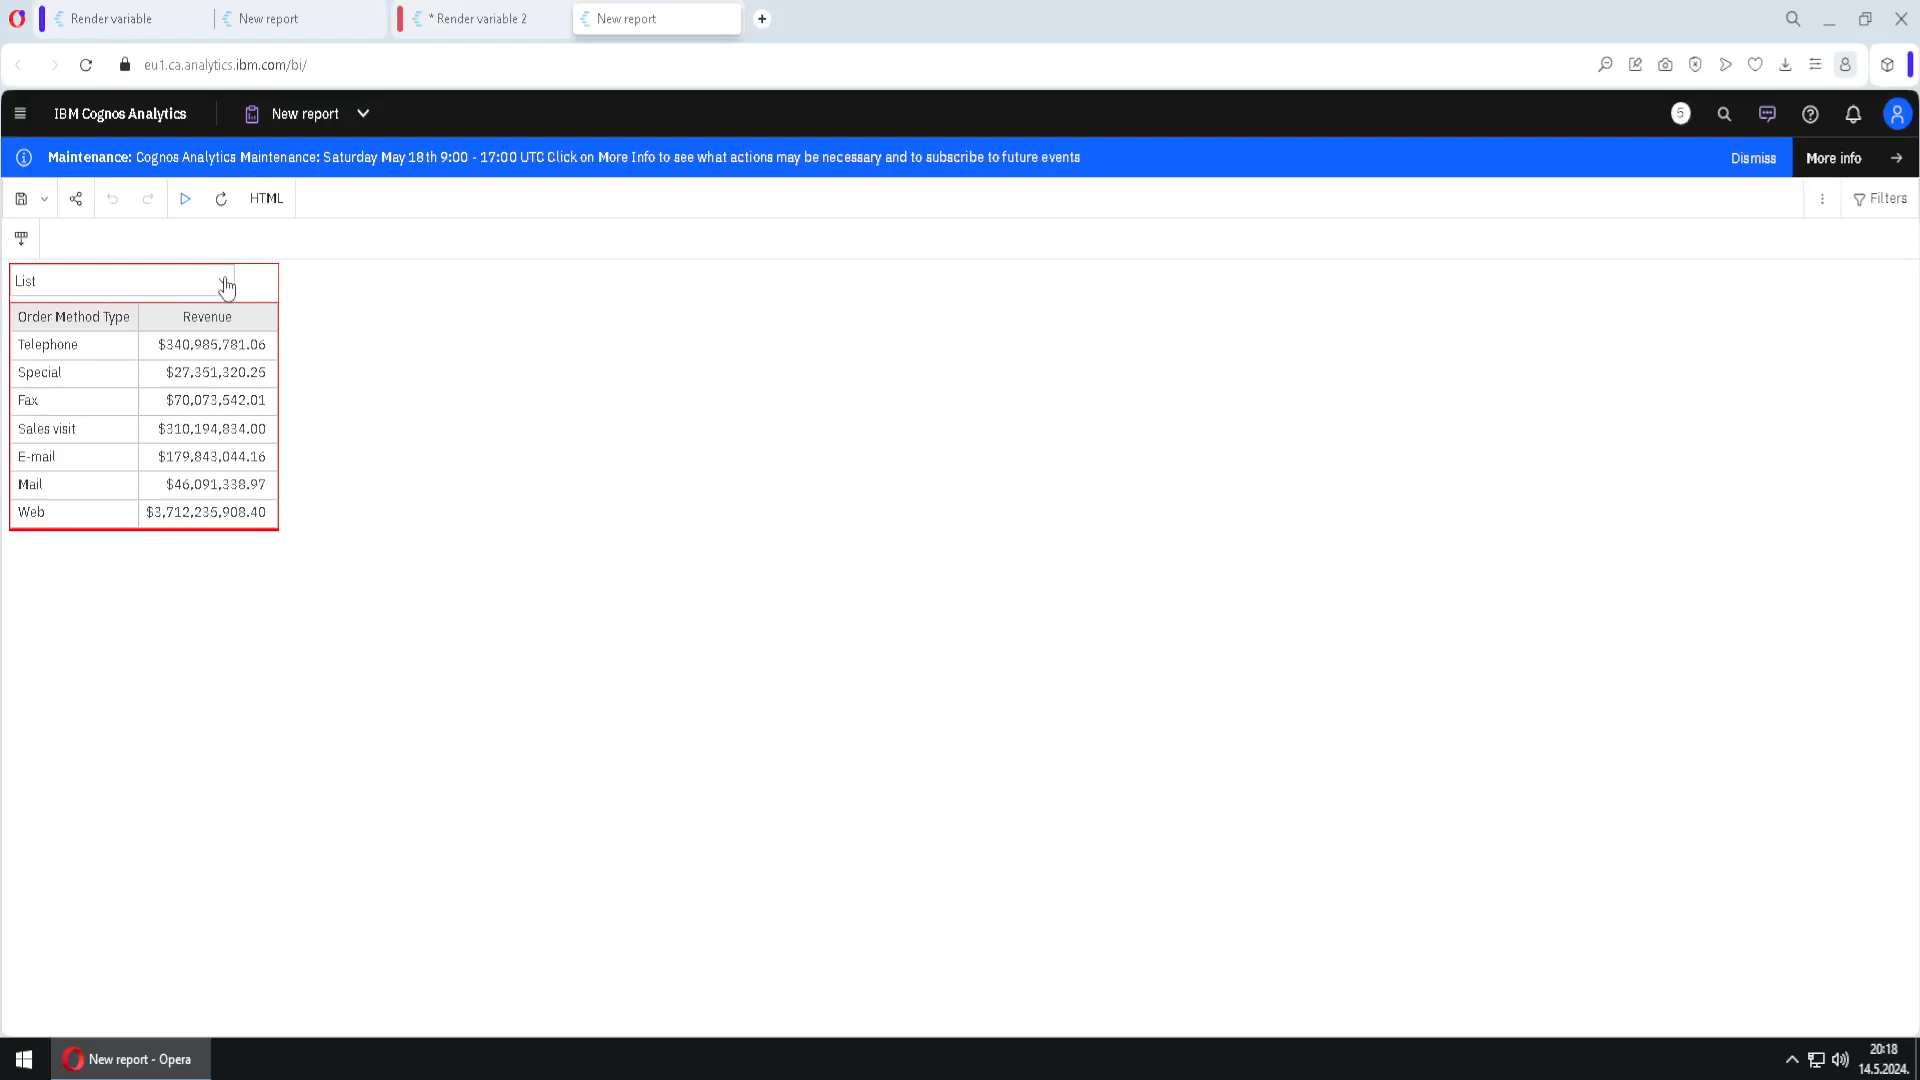 Render variable
New report
* Render variable 2
New report
eu1.ca.analytics.ibm.com/bi/
IBM Cognos Analytics
New report
5
Maintenance: Cognos Analytics Maintenance: Saturday May 18th 9:00 - 17:00 UTC Click on More Info to see what actions may be necessary and to subscribe to future events
Dismiss
More info
HTML
Filters
List
Order Method Type Revenue
Telephone $340,985,781.06
Special $27,351,320.25
Fax $70,073,542.01
Sales visit $310,194,834.00
E-mail $179,843,044.16
Mail $46,091,338.97
Web $3,712,235,908.40
New report - Opera
20:18
14.5.2024.